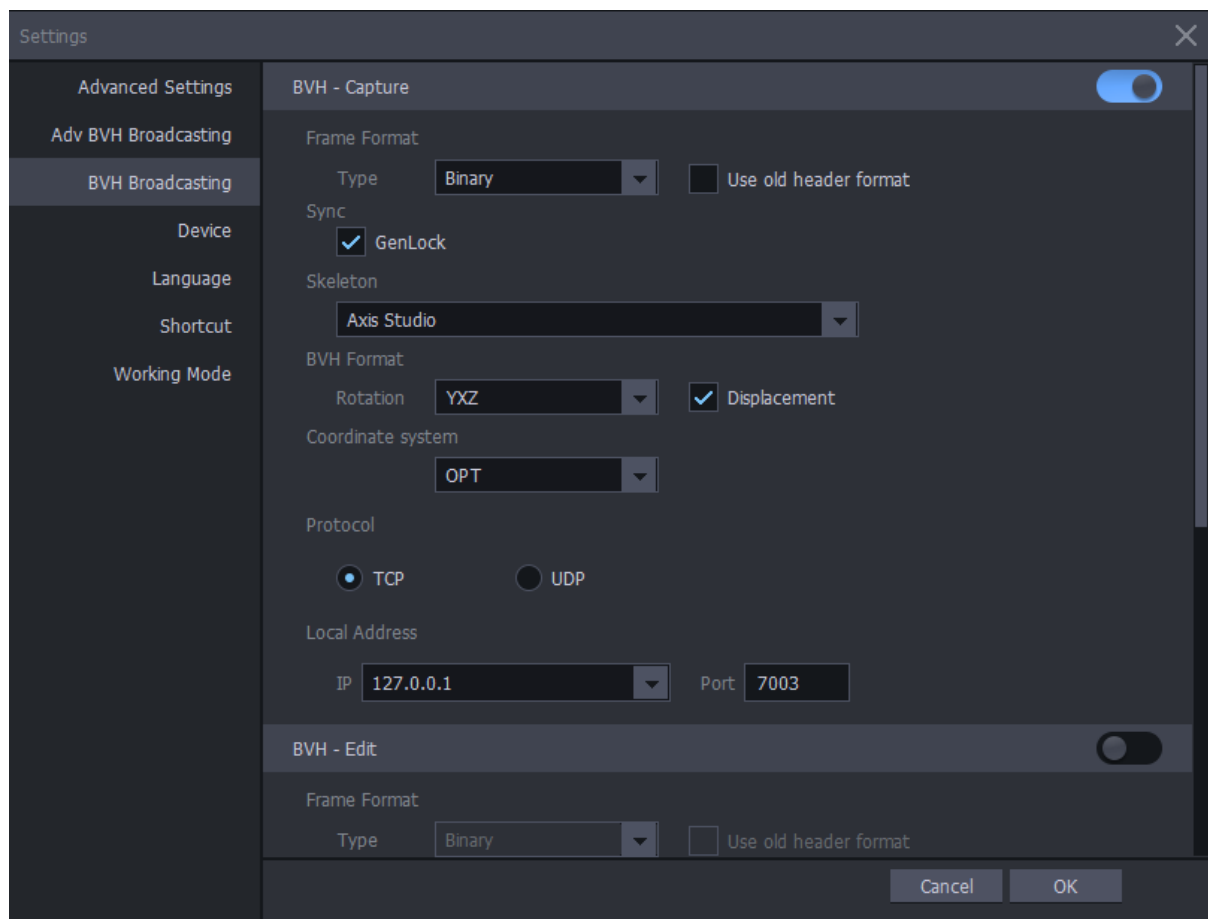 Settings
Advanced Settings
Adv BVH Broadcasting
BVH Broadcasting
Device
Language
Shortcut
Working Mode
BVH - Capture
Frame Format
Type Binary Use old header format
Sync
GenLock
Skeleton
Axis Studio
BVH Format
Rotation YXZ Displacement
Coordinate system
OPT
Protocol
TCP UDP
Local Address
IP 127.0.0.1 Port 7003
BVH - Edit
Frame Format
Type Binary Use old header format
Cancel OK